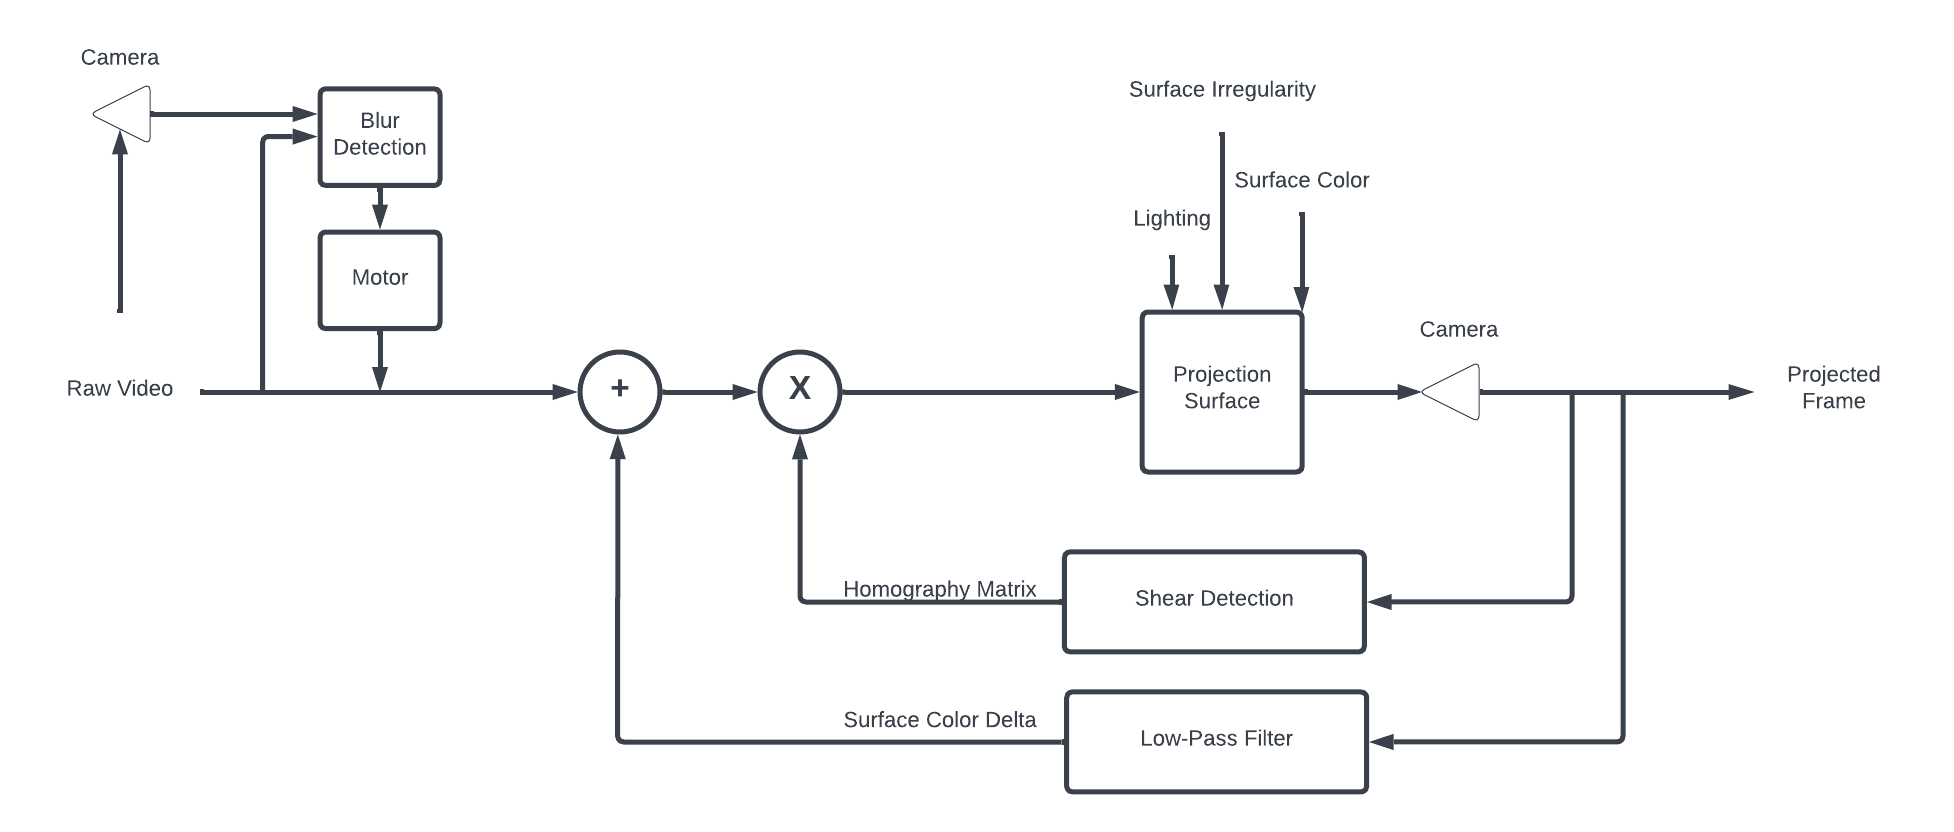 Camera
Blur
Detection
Motor
Raw Video
+
X
Surface Irregularity
Surface Color
Lighting
Projection
Surface
Camera
Projected
Frame
Homography Matrix
Shear Detection
Surface Color Delta
Low-Pass Filter